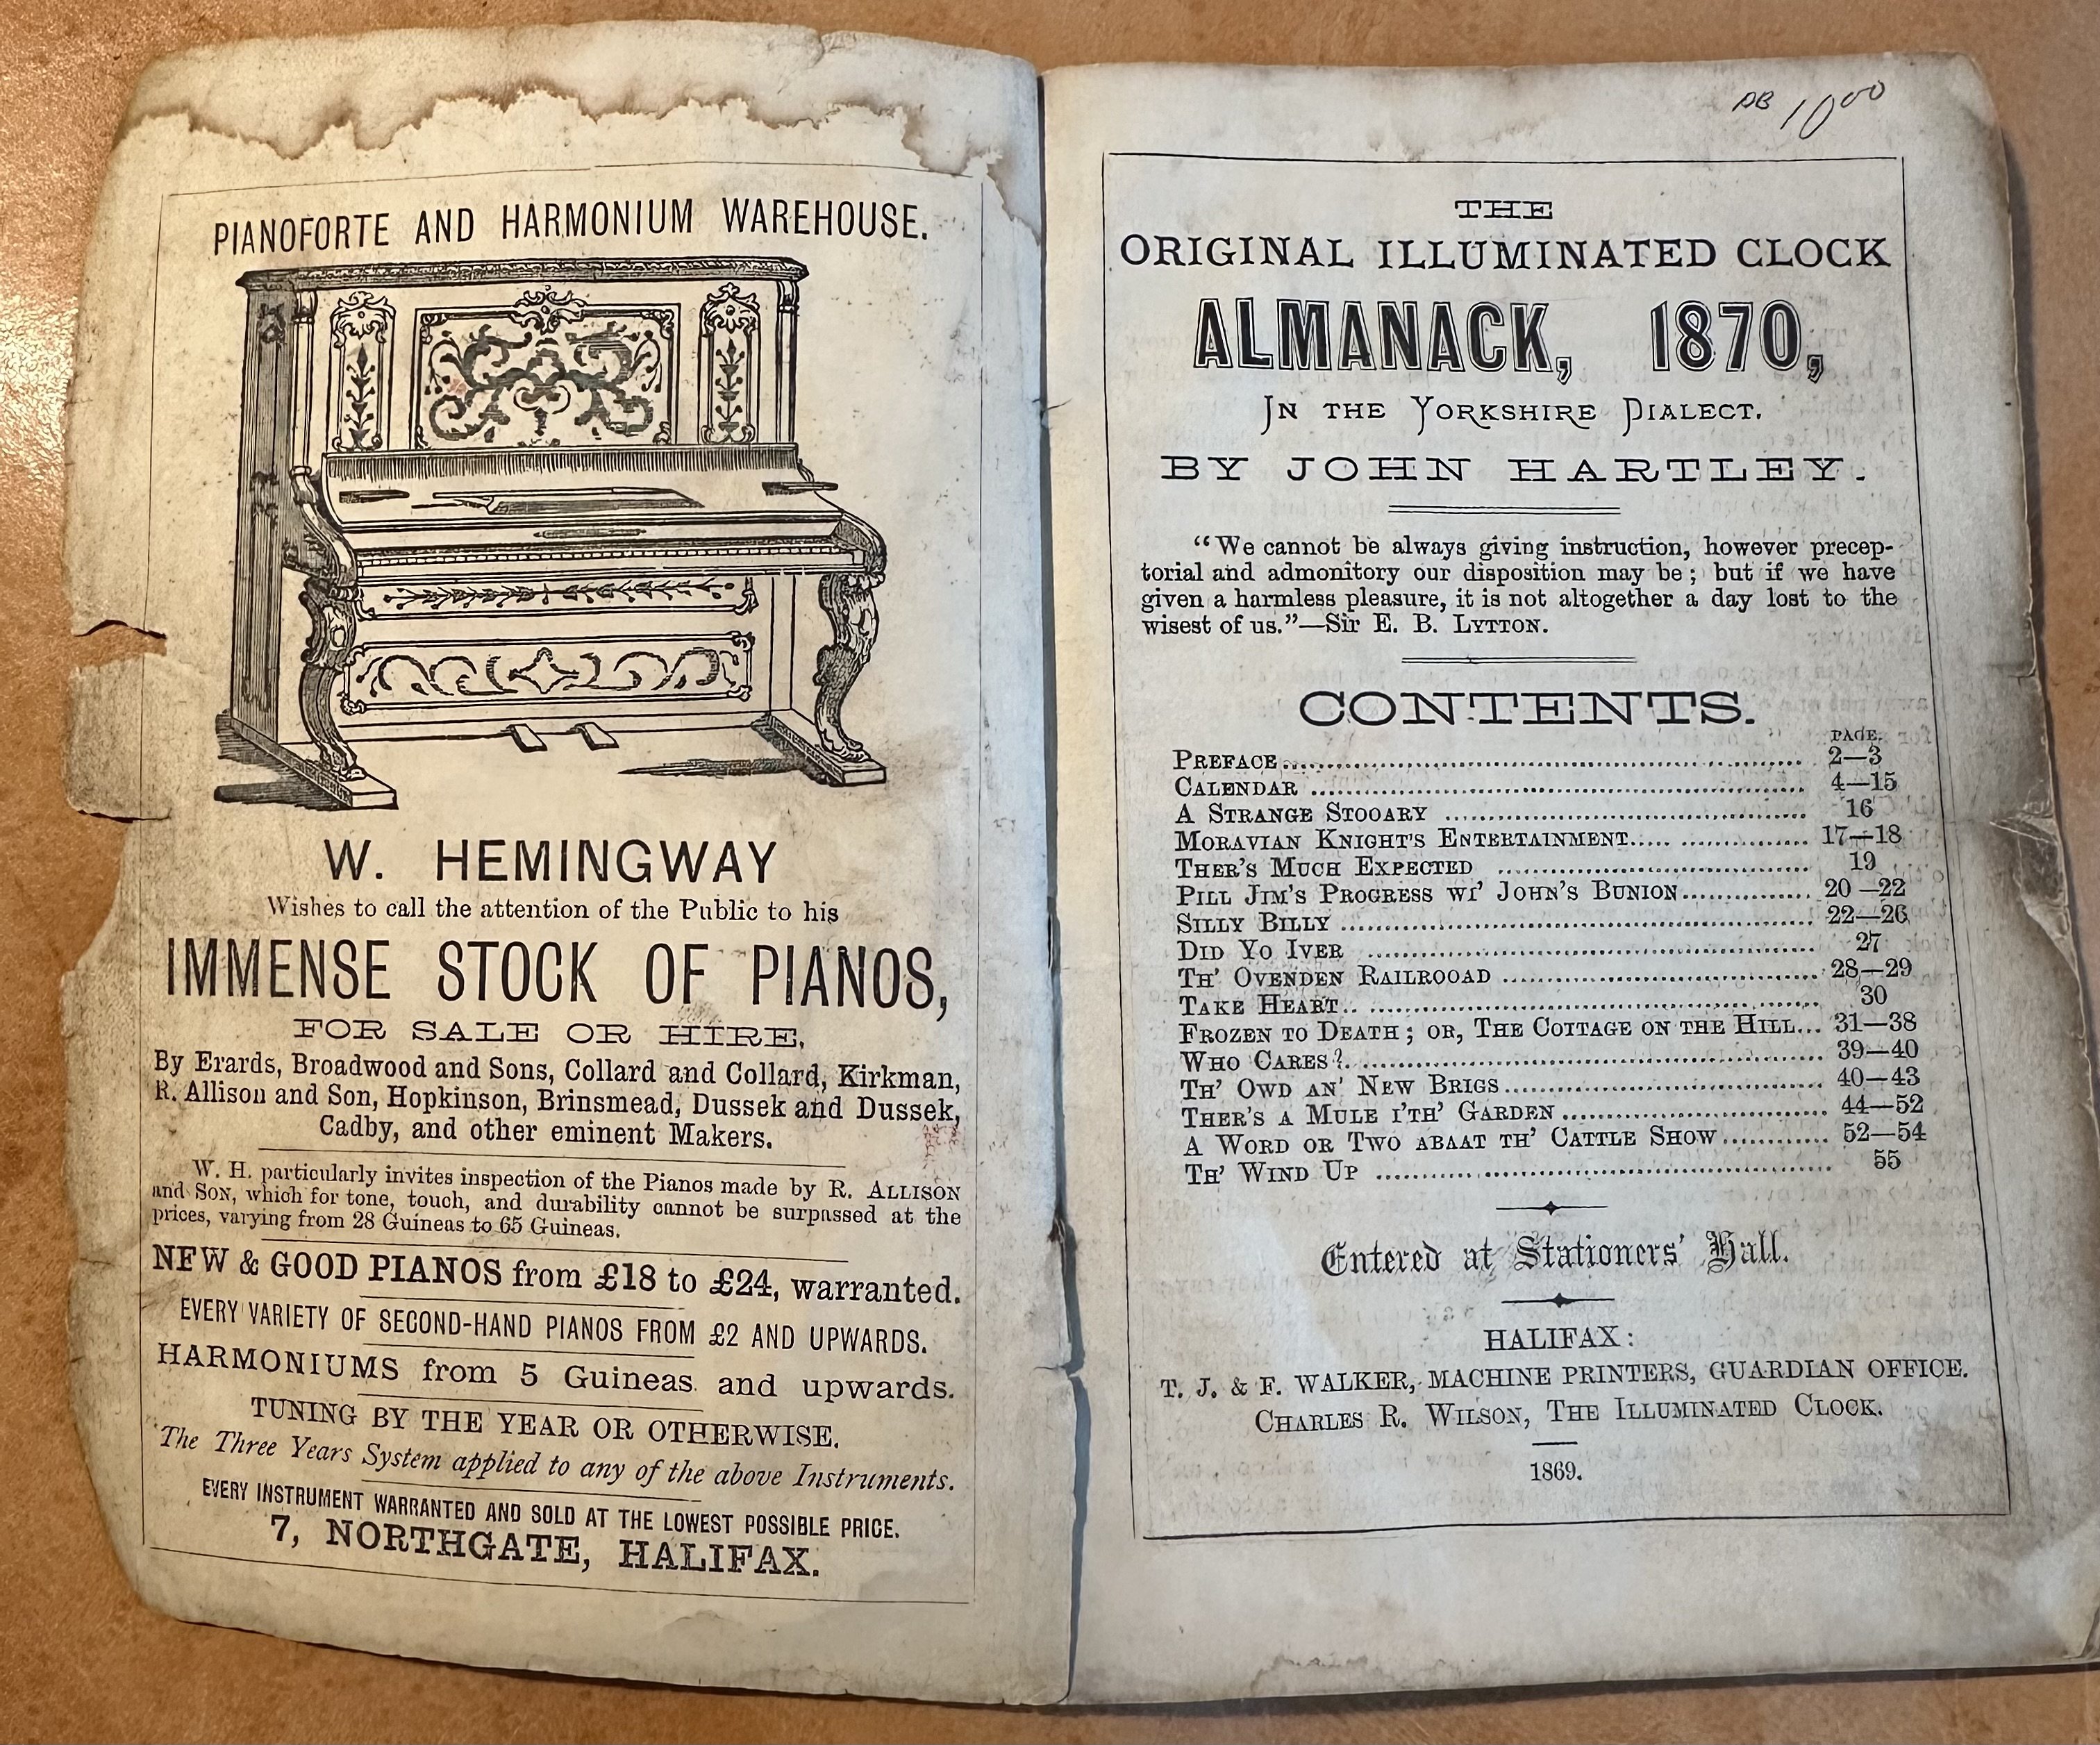 PIANOFORTE AND HARMONIUM WAREHOUSE.
W. HEMINGWAY
Wishes to call the attention of the Public to his
IMMENSE STOCK OF PIANOS,
FOR SALE OR HIRE,
By Erards, Broadwood and Sons, Collard and Collard, Kirkman,
R. Allison and Son, Hopkinson, Brinsmead, Dussek and Dussek,
Cadby, and other eminent Makers.
W. H. particularly invites inspection of the Pianos made by R. ALLISON
and SON, which for tone, touch, and durability cannot be surpassed at the
prices, varying from 28 Guineas to 65 Guineas.
NEW & GOOD PIANOS from £18 to £24, warranted.
EVERY VARIETY OF SECOND-HAND PIANOS FROM £2 AND UPWARDS.
HARMONIUMS from 5 Guineas and upwards.
TUNING BY THE YEAR OR OTHERWISE.
The Three Years System applied to any of the above Instruments.
EVERY INSTRUMENT WARRANTED AND SOLD AT THE LOWEST POSSIBLE PRICE.
7, NORTHGATE, HALIFAX.
10 00
THE
ORIGINAL ILLUMINATED CLOCK
ALMANACK, 1870,
IN THE YORKSHIRE DIALECT.
BY JOHN HARTLEY.
"We cannot be always giving instruction, however precep-
torial and admonitory our disposition may be; but if we have
given a harmless pleasure, it is not altogether a day lost to the
wisest of us."—Sir E. B. LYTTON.
CONTENTS.
PAGE.
PREFACE 2—3
CALENDAR 4—15
A STRANGE STOOARY 16
MORAVIAN KNIGHT'S ENTERTAINMENT 17—18
THER'S MUCH EXPECTED 19
PILL JIM'S PROGRESS WI' JOHN'S BUNION 20—22
SILLY BILLY 22—26
DID YO IVER 27
TH' OVENDEN RAILROOAD 28—29
TAKE HEART 30
FROZEN TO DEATH; OR, THE COTTAGE ON THE HILL 31—38
WHO CARES? 39—40
TH' OWD AN' NEW BRIGS 40—43
THER'S A MULE I'TH' GARDEN 44—52
A WORD OR TWO ABAAT TH' CATTLE SHOW 52—54
TH' WIND UP 55
Entered at Stationers' Hall.
HALIFAX:
T. J. & F. WALKER, MACHINE PRINTERS, GUARDIAN OFFICE.
CHARLES R. WILSON, THE ILLUMINATED CLOCK.
1869.